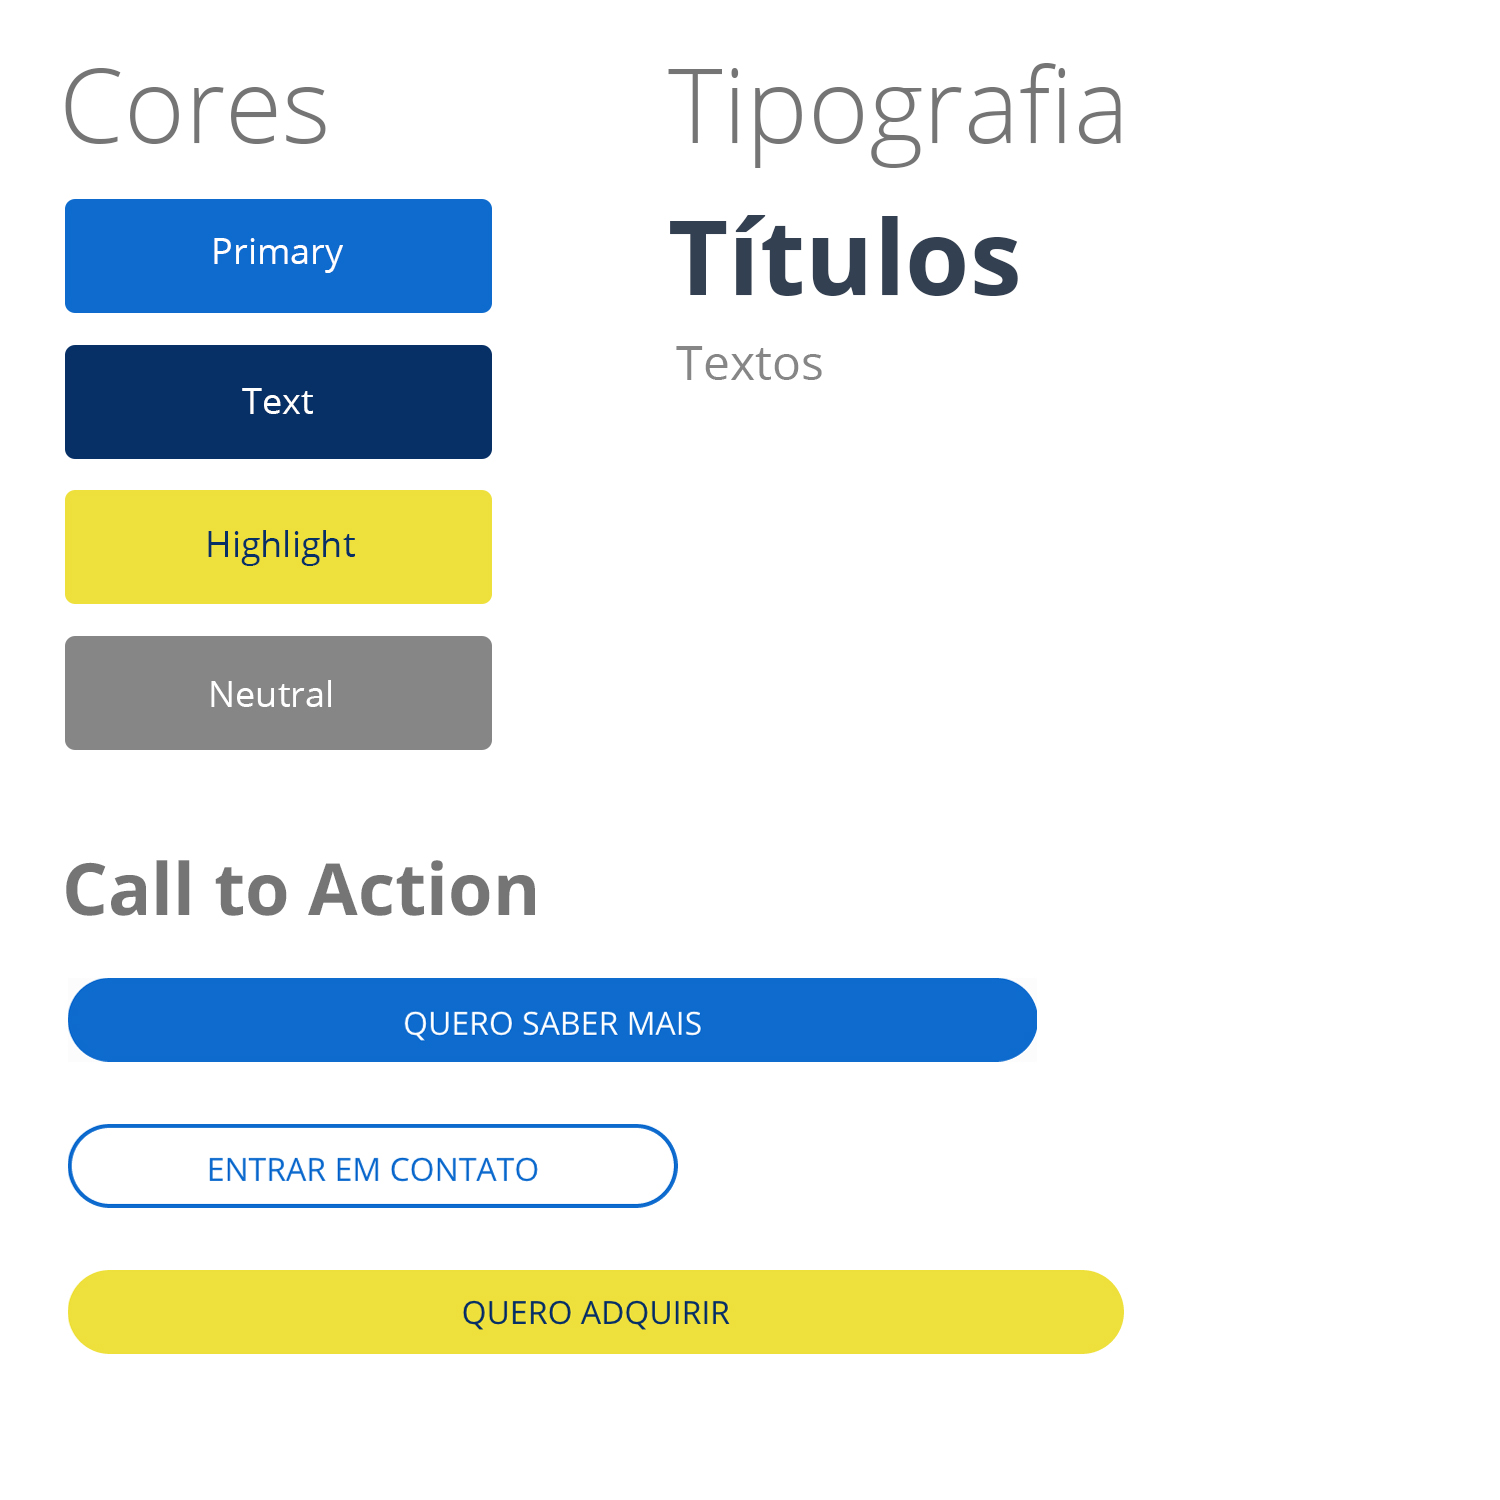 Cores
Primary
Text
Highlight
Neutral
Tipografia
Títulos
Textos
Call to Action
QUERO SABER MAIS
ENTRAR EM CONTATO
QUERO ADQUIRIR